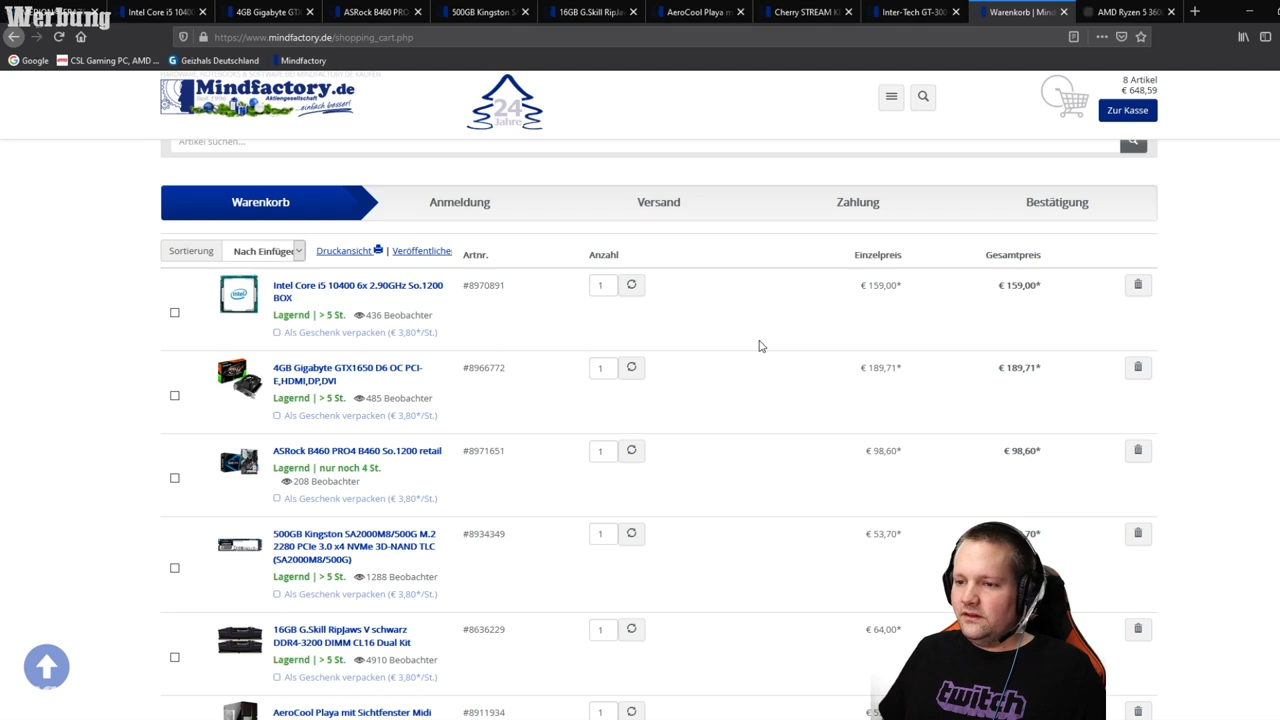 Werbung
Intel Core i5 1040
4GB Gigabyte GT
ASRock B460 PRO
500GB Kingston S
16GB G.Skill RipJa
AeroCool Playa m
Cherry STREAM K
Inter-Tech GT-300
Warenkorb | Mind
AMD Ryzen 5 360
https://www.mindfactory.de/shopping_cart.php
Google
CSL Gaming PC, AMD ...
Geizhals Deutschland
Mindfactory
HARDWARE, NOTEBOOKS & SOFTWARE BEI MINDFACTORY.DE KAUFEN
Mindfactory.de
Aktiengesellschaft
...einfach besser!
24
Jahre
8 Artikel
€ 648,59
Zur Kasse
Artikel suchen...
Warenkorb
Anmeldung
Versand
Zahlung
Bestätigung
Sortierung
Nach Einfüge
Druckansicht | Veröffentliche
Artnr.
Anzahl
Einzelpreis
Gesamtpreis
Intel Core i5 10400 6x 2.90GHz So.1200
BOX
Lagernd | > 5 St. 436 Beobachter
Als Geschenk verpacken (€ 3,80*/St.)
#8970891
1
€ 159,00*
€ 159,00*
4GB Gigabyte GTX1650 D6 OC PCI-
E,HDMI,DP,DVI
Lagernd | > 5 St. 485 Beobachter
Als Geschenk verpacken (€ 3,80*/St.)
#8966772
1
€ 189,71*
€ 189,71*
ASRock B460 PRO4 B460 So.1200 retail
Lagernd | nur noch 4 St.
208 Beobachter
Als Geschenk verpacken (€ 3,80*/St.)
#8971651
1
€ 98,60*
€ 98,60*
500GB Kingston SA2000M8/500G M.2
2280 PCIe 3.0 x4 NVMe 3D-NAND TLC
(SA2000M8/500G)
Lagernd | > 5 St. 1288 Beobachter
Als Geschenk verpacken (€ 3,80*/St.)
#8934349
1
€ 53,70*
70*
16GB G.Skill RipJaws V schwarz
DDR4-3200 DIMM CL16 Dual Kit
Lagernd | > 5 St. 4910 Beobachter
Als Geschenk verpacken (€ 3,80*/St.)
#8636229
1
€ 64,00*
AeroCool Playa mit Sichtfenster Midi
#8911934
1
twitch